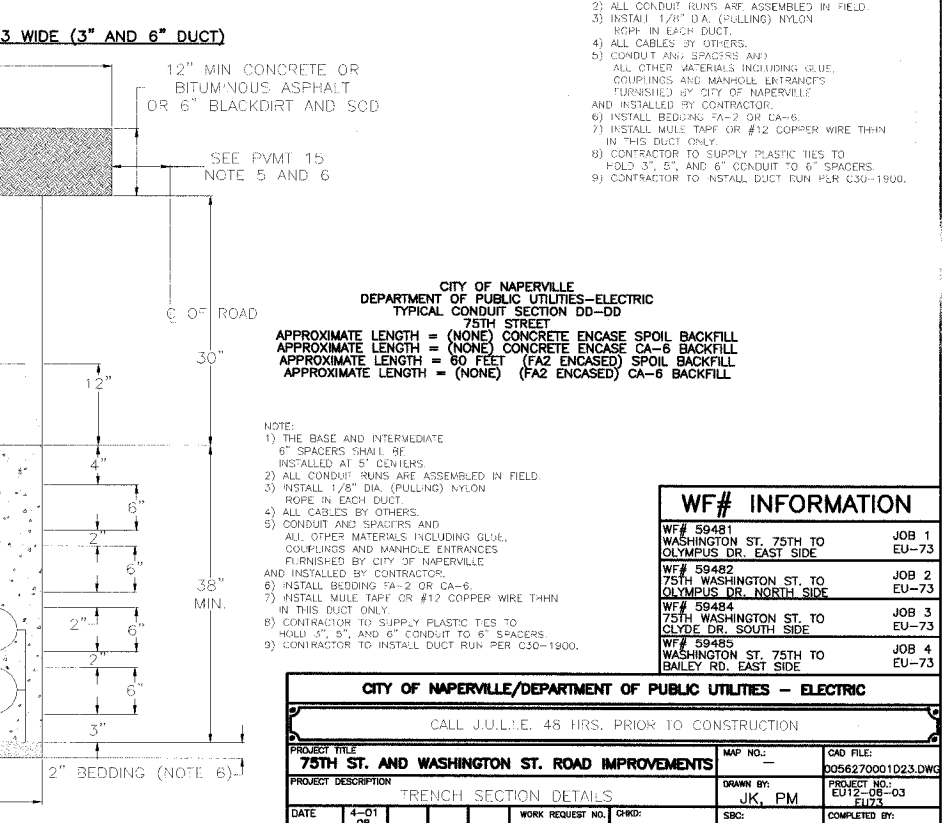 3 WIDE (3" AND 6" DUCT)
12" MIN CONCRETE OR
BITUMINOUS ASPHALT
OR 6" BLACKDIRT AND SOD
SEE PVMT 15
NOTE 5 AND 6
OF ROAD
30"
12"
4"
6"
2"
6"
38"
MIN.
2"
6"
2"
6"
3"
2" BEDDING (NOTE 6)
2) ALL CONDUIT RUNS ARE ASSEMBLED IN FIELD.
3) INSTALL 1/8" DIA. (PULLING) NYLON
ROPE IN EACH DUCT.
4) ALL CABLES BY OTHERS.
5) CONDUIT AND SPACERS AND
ALL OTHER MATERIALS INCLUDING GLUE,
COUPLINGS AND MANHOLE ENTRANCES
FURNISHED BY CITY OF NAPERVILLE
AND INSTALLED BY CONTRACTOR.
6) INSTALL BEDDING FA-2 OR CA-6.
7) INSTALL MULE TAPE OR #12 COPPER WIRE THHN
IN THIS DUCT ONLY.
8) CONTRACTOR TO SUPPLY PLASTIC TIES TO
HOLD 3", 5", AND 6" CONDUIT TO 6" SPACERS.
9) CONTRACTOR TO INSTALL DUCT RUN PER C30-1900.
CITY OF NAPERVILLE
DEPARTMENT OF PUBLIC UTILITIES-ELECTRIC
TYPICAL CONDUIT SECTION DD-DD
75TH STREET
APPROXIMATE LENGTH = (NONE) CONCRETE ENCASE SPOIL BACKFILL
APPROXIMATE LENGTH = (NONE) CONCRETE ENCASE CA-6 BACKFILL
APPROXIMATE LENGTH = 60 FEET (FA2 ENCASED) SPOIL BACKFILL
APPROXIMATE LENGTH = (NONE) (FA2 ENCASED) CA-6 BACKFILL
NOTE:
1) THE BASE AND INTERMEDIATE
6" SPACERS SHALL BE
INSTALLED AT 5' CENTERS.
2) ALL CONDUIT RUNS ARE ASSEMBLED IN FIELD.
3) INSTALL 1/8" DIA. (PULLING) NYLON
ROPE IN EACH DUCT.
4) ALL CABLES BY OTHERS.
5) CONDUIT AND SPACERS AND
ALL OTHER MATERIALS INCLUDING GLUE,
COUPLINGS AND MANHOLE ENTRANCES
FURNISHED BY CITY OF NAPERVILLE
AND INSTALLED BY CONTRACTOR.
6) INSTALL BEDDING FA-2 OR CA-6.
7) INSTALL MULE TAPE OR #12 COPPER WIRE THHN
IN THIS DUCT ONLY.
8) CONTRACTOR TO SUPPLY PLASTIC TIES TO
HOLD 3", 5", AND 6" CONDUIT TO 6" SPACERS.
9) CONTRACTOR TO INSTALL DUCT RUN PER C30-1900.
WF# INFORMATION
WF# 59481
WASHINGTON ST. 75TH TO JOB 1
OLYMPUS DR. EAST SIDE EU-73
WF# 59482
75TH WASHINGTON ST. TO JOB 2
OLYMPUS DR. NORTH SIDE EU-73
WF# 59484
75TH WASHINGTON ST. TO JOB 3
CLYDE DR. SOUTH SIDE EU-73
WF# 59485
WASHINGTON ST. 75TH TO JOB 4
BAILEY RD. EAST SIDE EU-73
CITY OF NAPERVILLE/DEPARTMENT OF PUBLIC UTILITIES - ELECTRIC
CALL J.U.L.I.E. 48 HRS. PRIOR TO CONSTRUCTION
PROJECT TITLE
75TH ST. AND WASHINGTON ST. ROAD IMPROVEMENTS
MAP NO.:
—
CAD FILE:
0056270001D23.DWG
PROJECT DESCRIPTION
TRENCH SECTION DETAILS
DRAWN BY:
JK, PM
PROJECT NO.:
EU12-06-03
EU73
DATE 4-01
08
WORK REQUEST NO.
CHKD:
SBC:
COMPLETED BY: